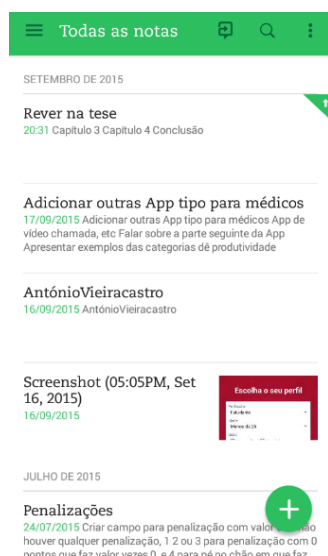 Todas as notas
SETEMBRO DE 2015
Rever na tese
20:31 Capitulo 3 Capitulo 4 Conclusão
Adicionar outras App tipo para médicos
17/09/2015 Adicionar outras App tipo para médicos App de
vídeo chamada, etc Falar sobre a parte seguinte da App
Apresentar exemplos das categorias dê produtividade
AntónioVieiracastro
16/09/2015 AntónioVieiracastro
Screenshot (05:05PM, Set
16, 2015)
16/09/2015
Escolha o seu perfil
JULHO DE 2015
Penalizações
24/07/2015 Criar campo para penalização com valor
houver qualquer penalização, 1 2 ou 3 para penalização com 0
pontos que faz valor vezes 0, e 4 para pé no chão em que faz